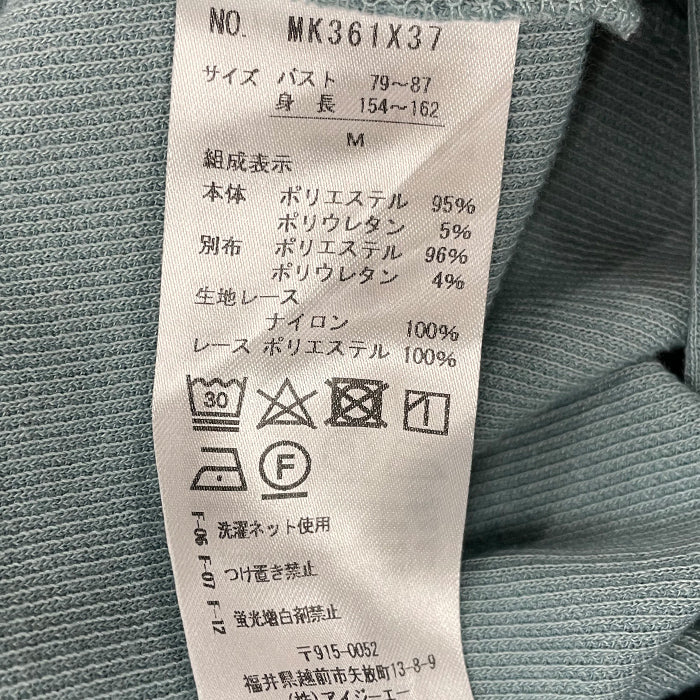 NO. MK361X37
サイズ バスト 79〜87
身長 154〜162
M
組成表示
本体 ポリエステル 95%
ポリウレタン 5%
別布 ポリエステル 96%
ポリウレタン 4%
生地レース
ナイロン 100%
レース ポリエステル 100%
30
1
F
F-06 洗濯ネット使用
F-07 つけ置き禁止
F-12 蛍光増白剤禁止
〒915-0052
福井県越前市矢放町13-8-9
(株)アイジーエー